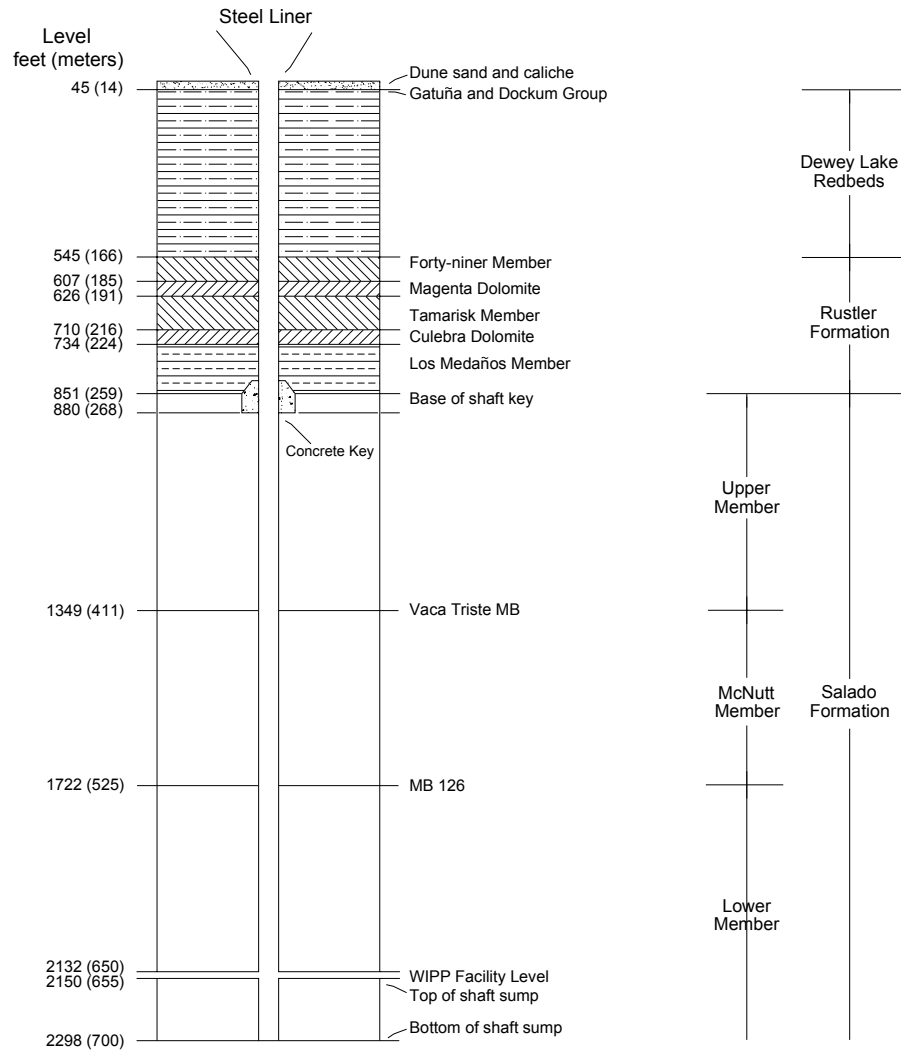 Steel Liner
Level
feet (meters)
Dune sand and caliche
45 (14)
Gatuña and Dockum Group
Dewey Lake
Redbeds
545 (166)
Forty-niner Member
607 (185)
Magenta Dolomite
626 (191)
Tamarisk Member
Rustler
Formation
710 (216)
Culebra Dolomite
734 (224)
Los Medaños Member
851 (259)
Base of shaft key
880 (268)
Concrete Key
Upper
Member
1349 (411)
Vaca Triste MB
McNutt
Member
Salado
Formation
1722 (525)
MB 126
Lower
Member
2132 (650)
WIPP Facility Level
2150 (655)
Top of shaft sump
Bottom of shaft sump
2298 (700)